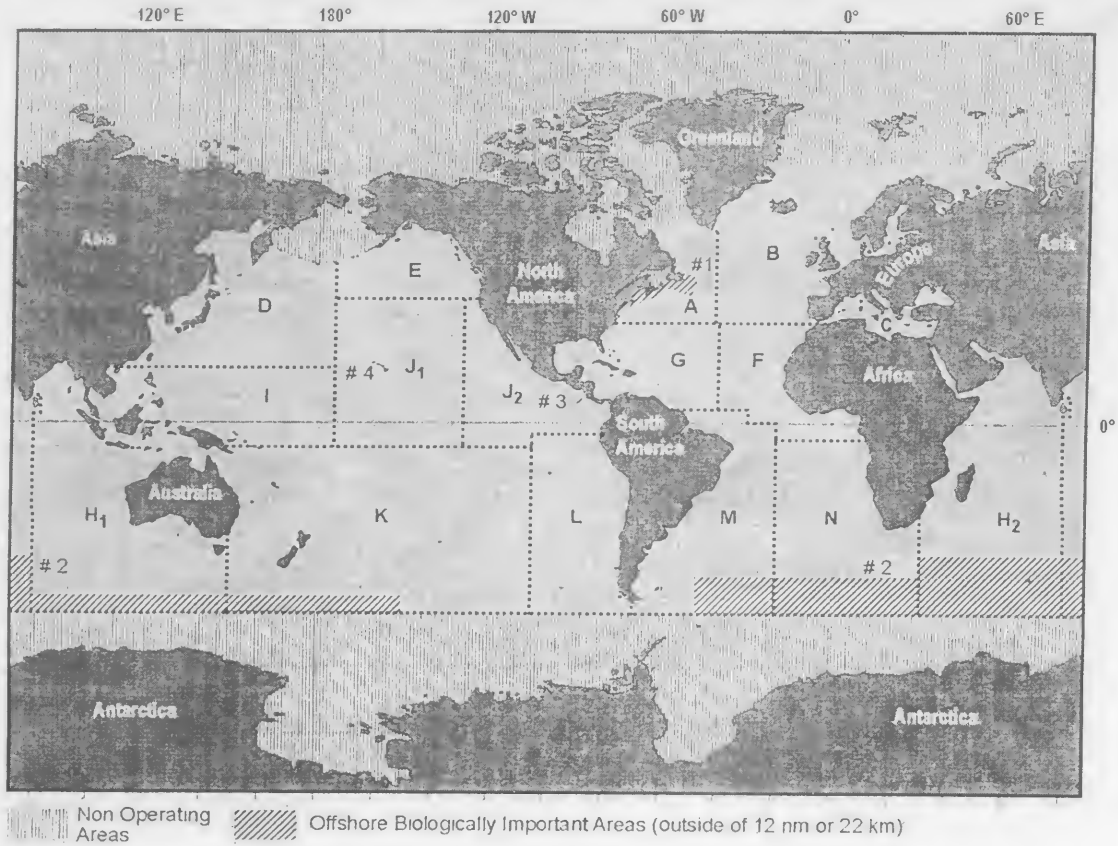 120° E 180° 120° W 60° W 0° 60° E
Greenland
Asia
B
Asia
E
#1
Europe
North
America
D
A
C
#4 J₁
G F
Africa
I
J₂ #3
0°
South
America
Australia
H₁ K L M N H₂
#2 #2
Antarctica Antarctica
Non Operating
Areas
Offshore Biologically Important Areas (outside of 12 nm or 22 km)